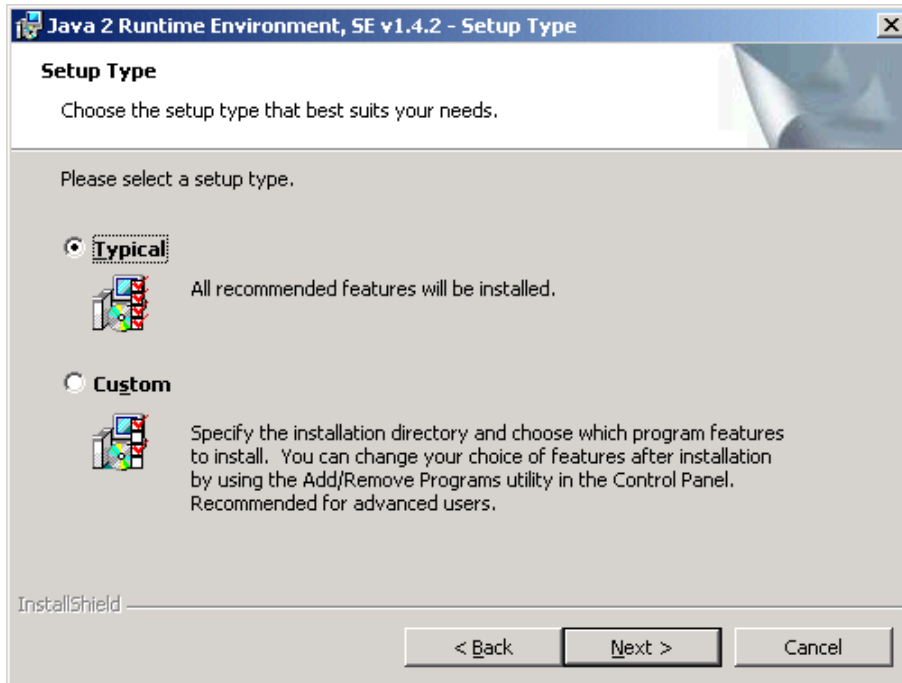 Java 2 Runtime Environment, SE v1.4.2 - Setup Type
Setup Type
Choose the setup type that best suits your needs.
Please select a setup type.
Typical
All recommended features will be installed.
Custom
Specify the installation directory and choose which program features
to install. You can change your choice of features after installation
by using the Add/Remove Programs utility in the Control Panel.
Recommended for advanced users.
InstallShield
< Back
Next >
Cancel